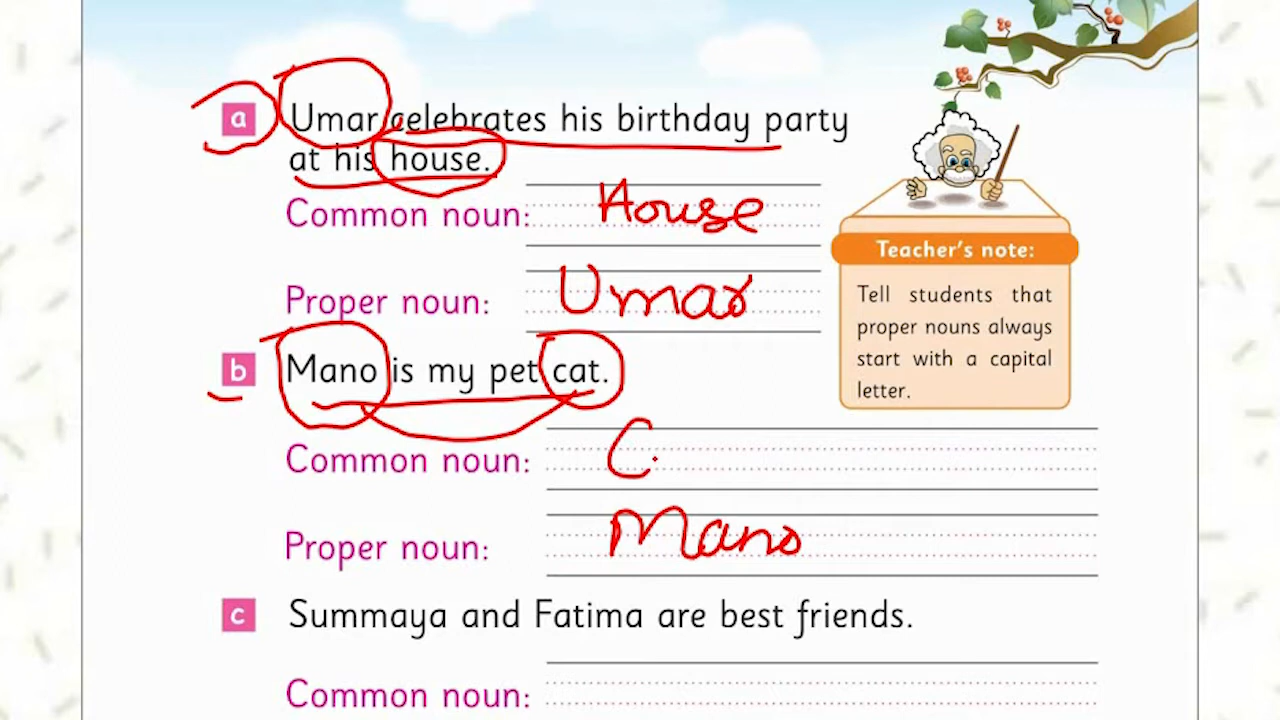 a Umar celebrates his birthday party
at his house.
Common noun: House
Proper noun: Umar
Teacher's note:
Tell students that
proper nouns always
start with a capital
letter.
b Mano is my pet cat.
Common noun: C
Proper noun: Mano
c Summaya and Fatima are best friends.
Common noun: